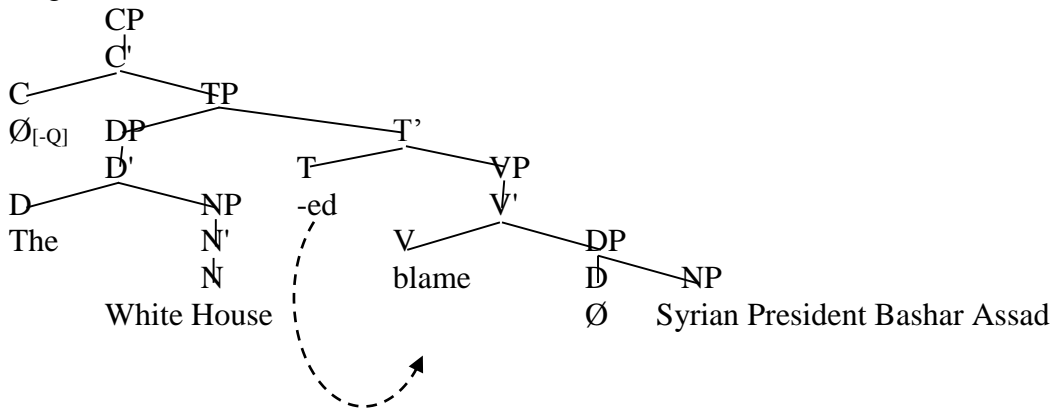 CP
C'
C TP
Ø[-Q] DP T’
D' T VP
D NP -ed V'
The N' V DP
N blame D NP
White House Ø Syrian President Bashar Assad